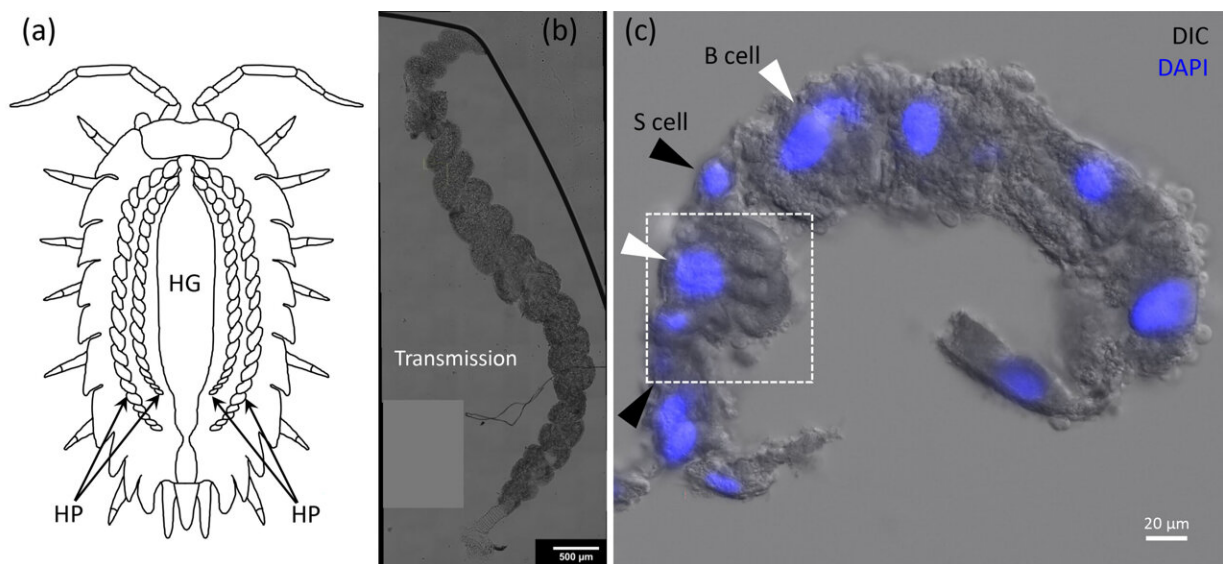 (a)
HG
HP
HP
(b)
Transmission
500 µm
(c)
DIC
DAPI
B cell
S cell
20 µm